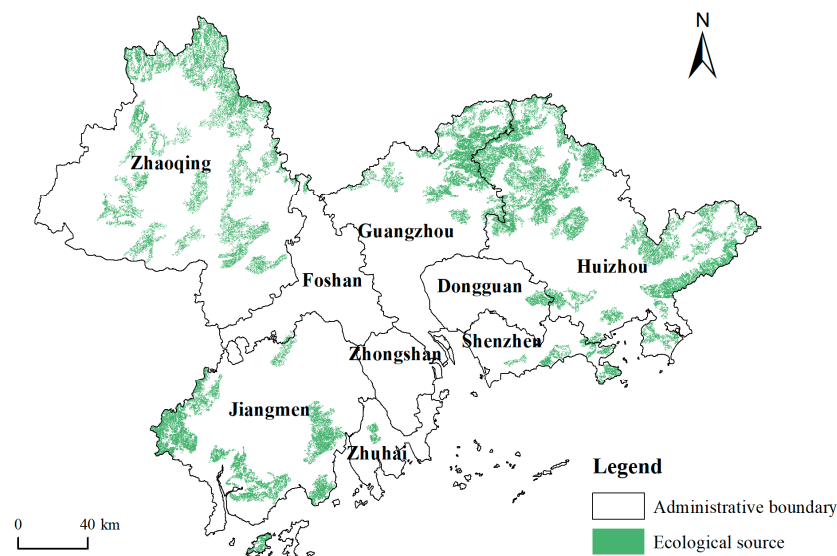 N
Zhaoqing
Guangzhou
Huizhou
Foshan
Dongguan
Shenzhen
Zhongshan
Jiangmen
Zhuhai
Legend
Administrative boundary
Ecological source
0 40 km